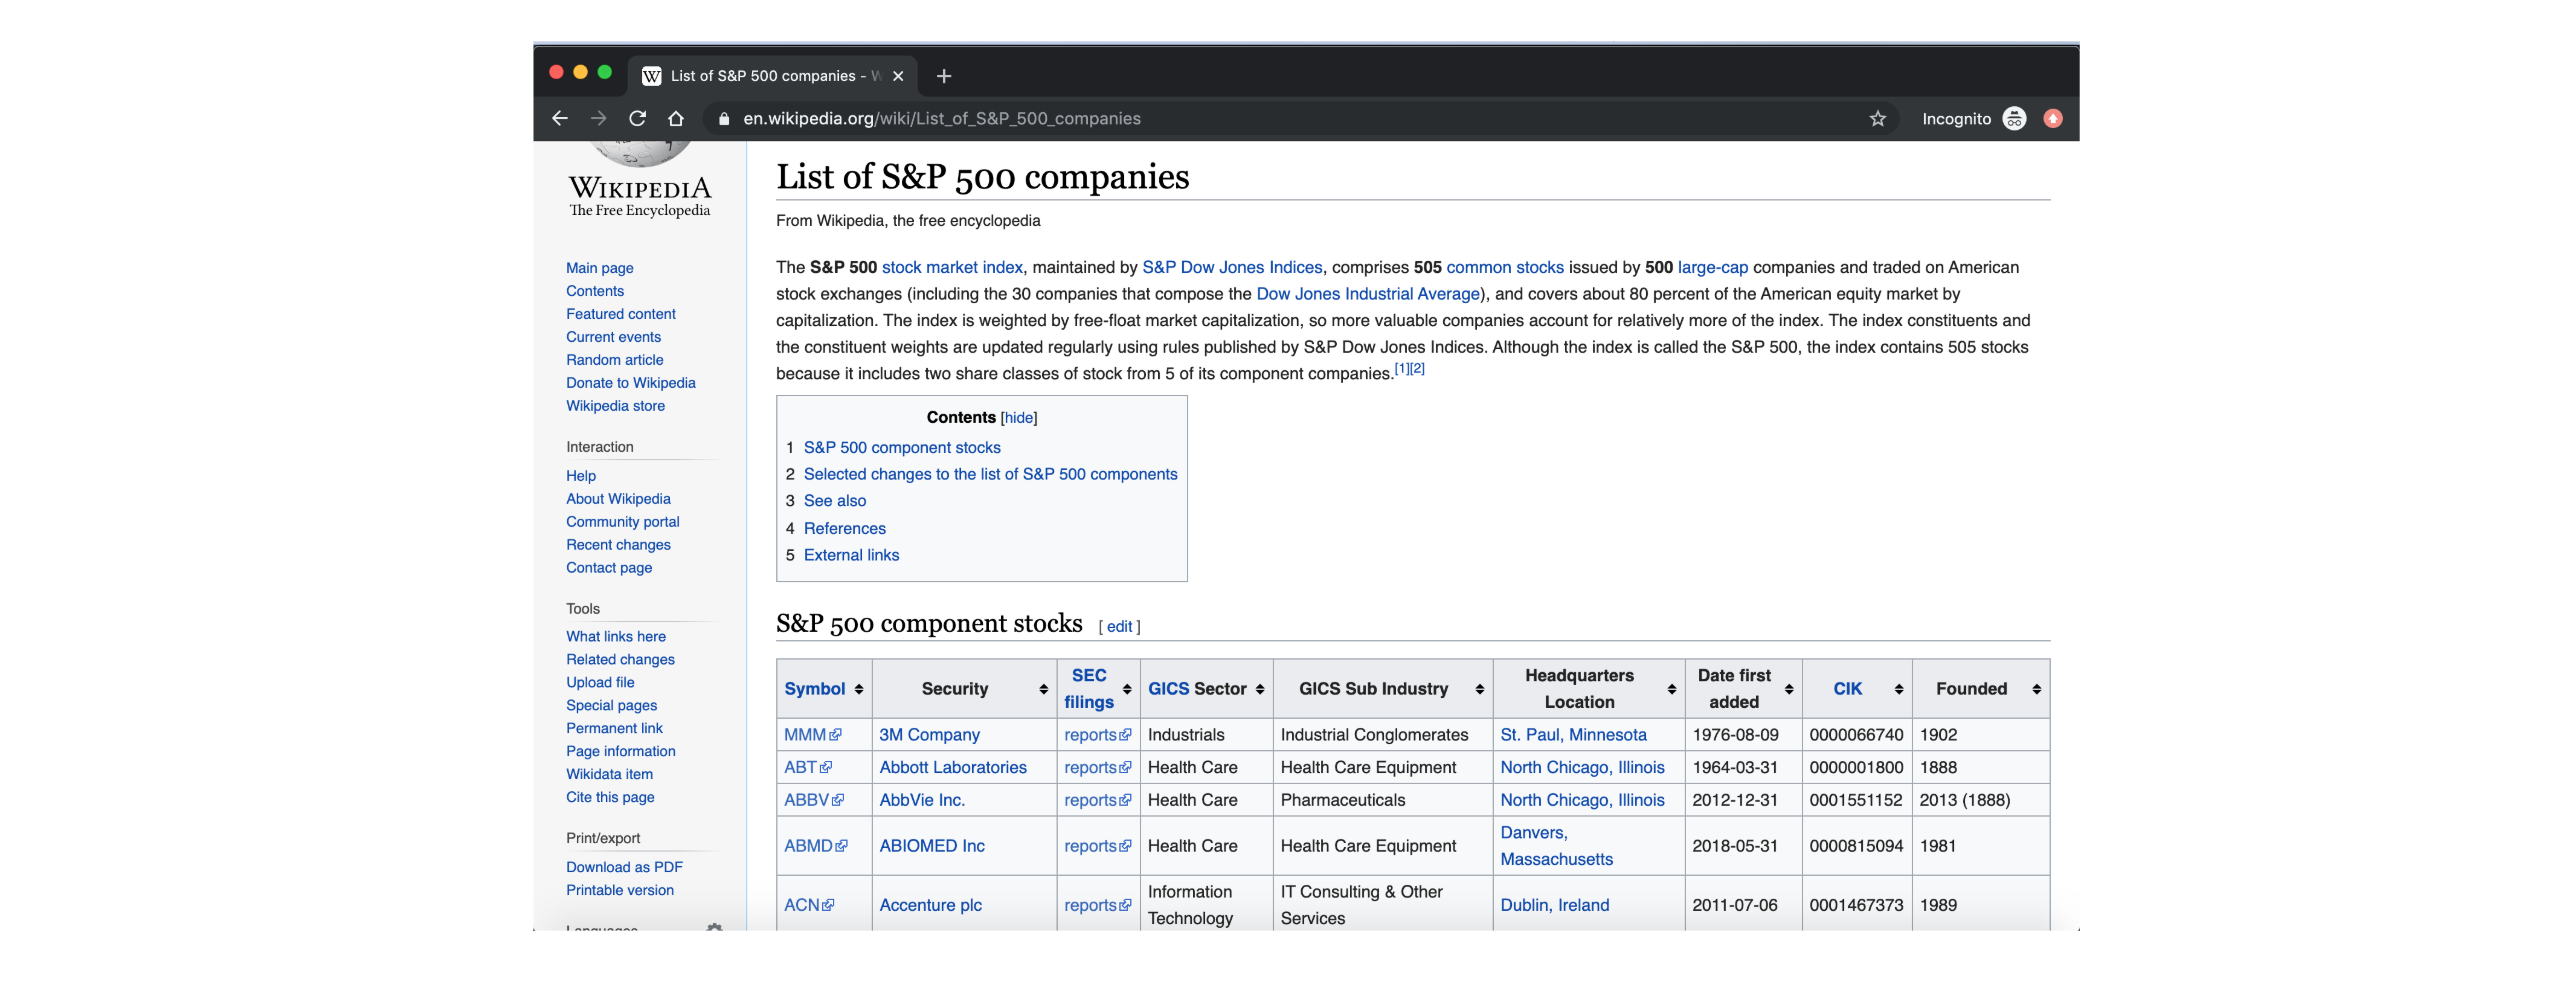 List of S&P 500 companies - W
en.wikipedia.org/wiki/List_of_S&P_500_companies
Incognito
WIKIPEDIA
The Free Encyclopedia
Main page
Contents
Featured content
Current events
Random article
Donate to Wikipedia
Wikipedia store
Interaction
Help
About Wikipedia
Community portal
Recent changes
Contact page
Tools
What links here
Related changes
Upload file
Special pages
Permanent link
Page information
Wikidata item
Cite this page
Print/export
Download as PDF
Printable version
Languages
List of S&P 500 companies
From Wikipedia, the free encyclopedia
The S&P 500 stock market index, maintained by S&P Dow Jones Indices, comprises 505 common stocks issued by 500 large-cap companies and traded on American
stock exchanges (including the 30 companies that compose the Dow Jones Industrial Average), and covers about 80 percent of the American equity market by
capitalization. The index is weighted by free-float market capitalization, so more valuable companies account for relatively more of the index. The index constituents and
the constituent weights are updated regularly using rules published by S&P Dow Jones Indices. Although the index is called the S&P 500, the index contains 505 stocks
because it includes two share classes of stock from 5 of its component companies.[1][2]
Contents [hide]
1 S&P 500 component stocks
2 Selected changes to the list of S&P 500 components
3 See also
4 References
5 External links
S&P 500 component stocks [ edit ]
Symbol Security SEC filings GICS Sector GICS Sub Industry Headquarters Location Date first added CIK Founded
MMM 3M Company reports Industrials Industrial Conglomerates St. Paul, Minnesota 1976-08-09 0000066740 1902
ABT Abbott Laboratories reports Health Care Health Care Equipment North Chicago, Illinois 1964-03-31 0000001800 1888
ABBV AbbVie Inc. reports Health Care Pharmaceuticals North Chicago, Illinois 2012-12-31 0001551152 2013 (1888)
ABMD ABIOMED Inc reports Health Care Health Care Equipment Danvers, Massachusetts 2018-05-31 0000815094 1981
ACN Accenture plc reports Information Technology IT Consulting & Other Services Dublin, Ireland 2011-07-06 0001467373 1989